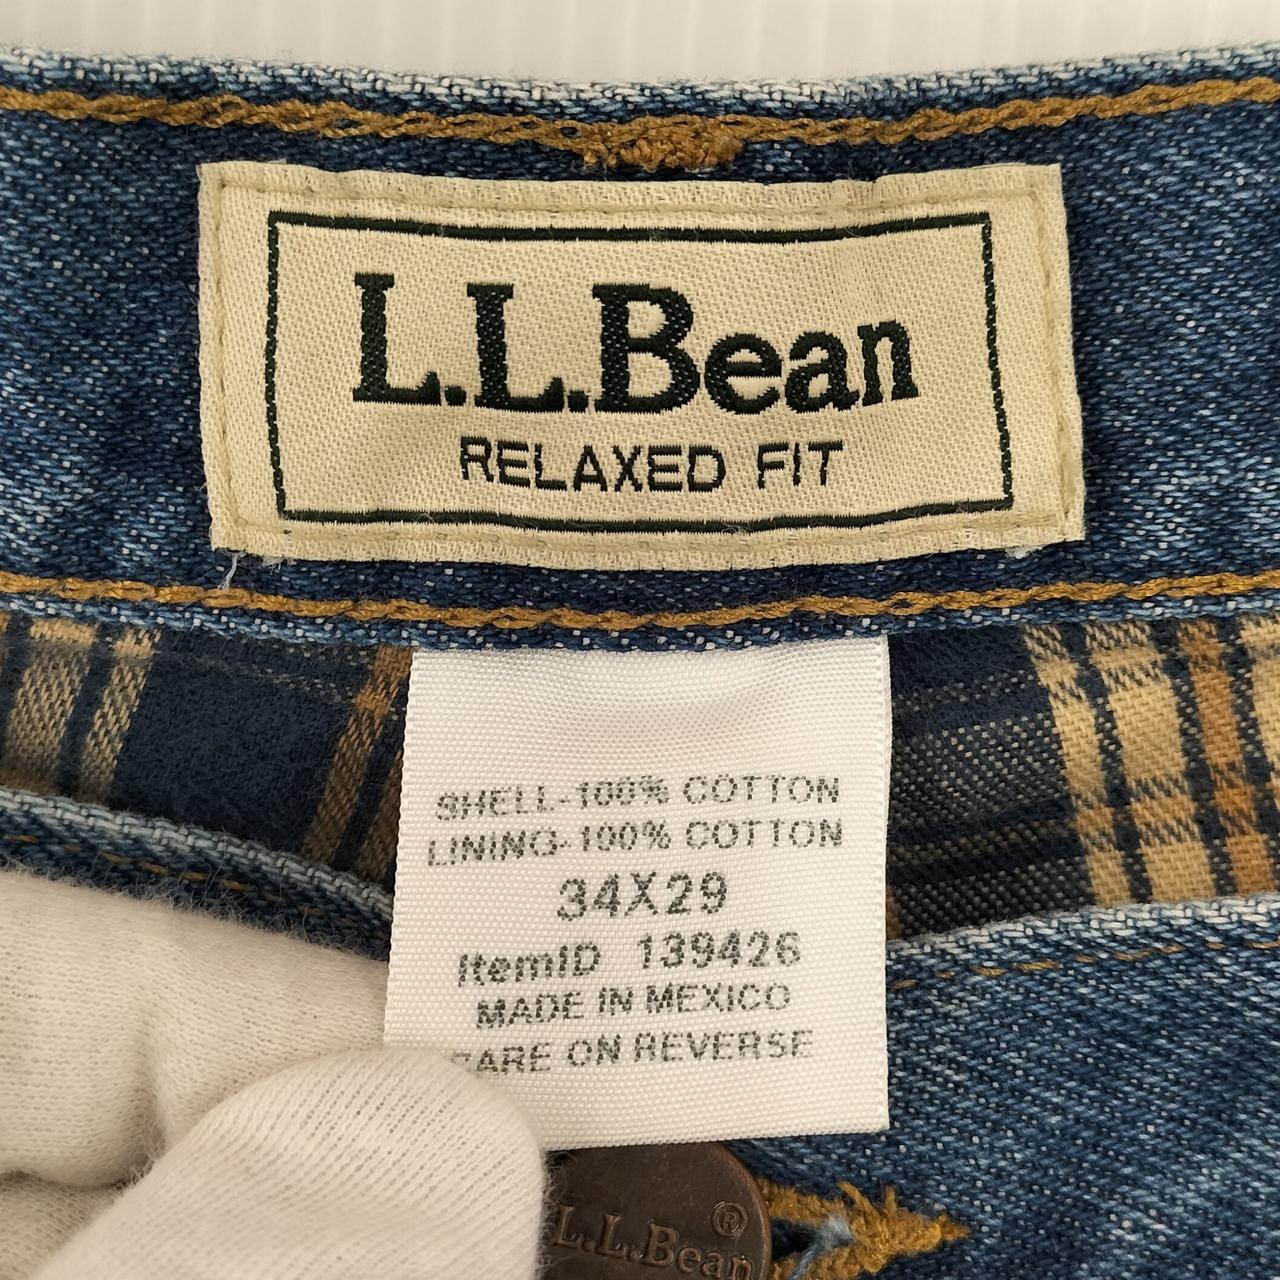 L.L.Bean
RELAXED FIT
SHELL-100% COTTON
LINING-100% COTTON
34X29
ItemID 139426
MADE IN MEXICO
CARE ON REVERSE
L.L.Bean ®